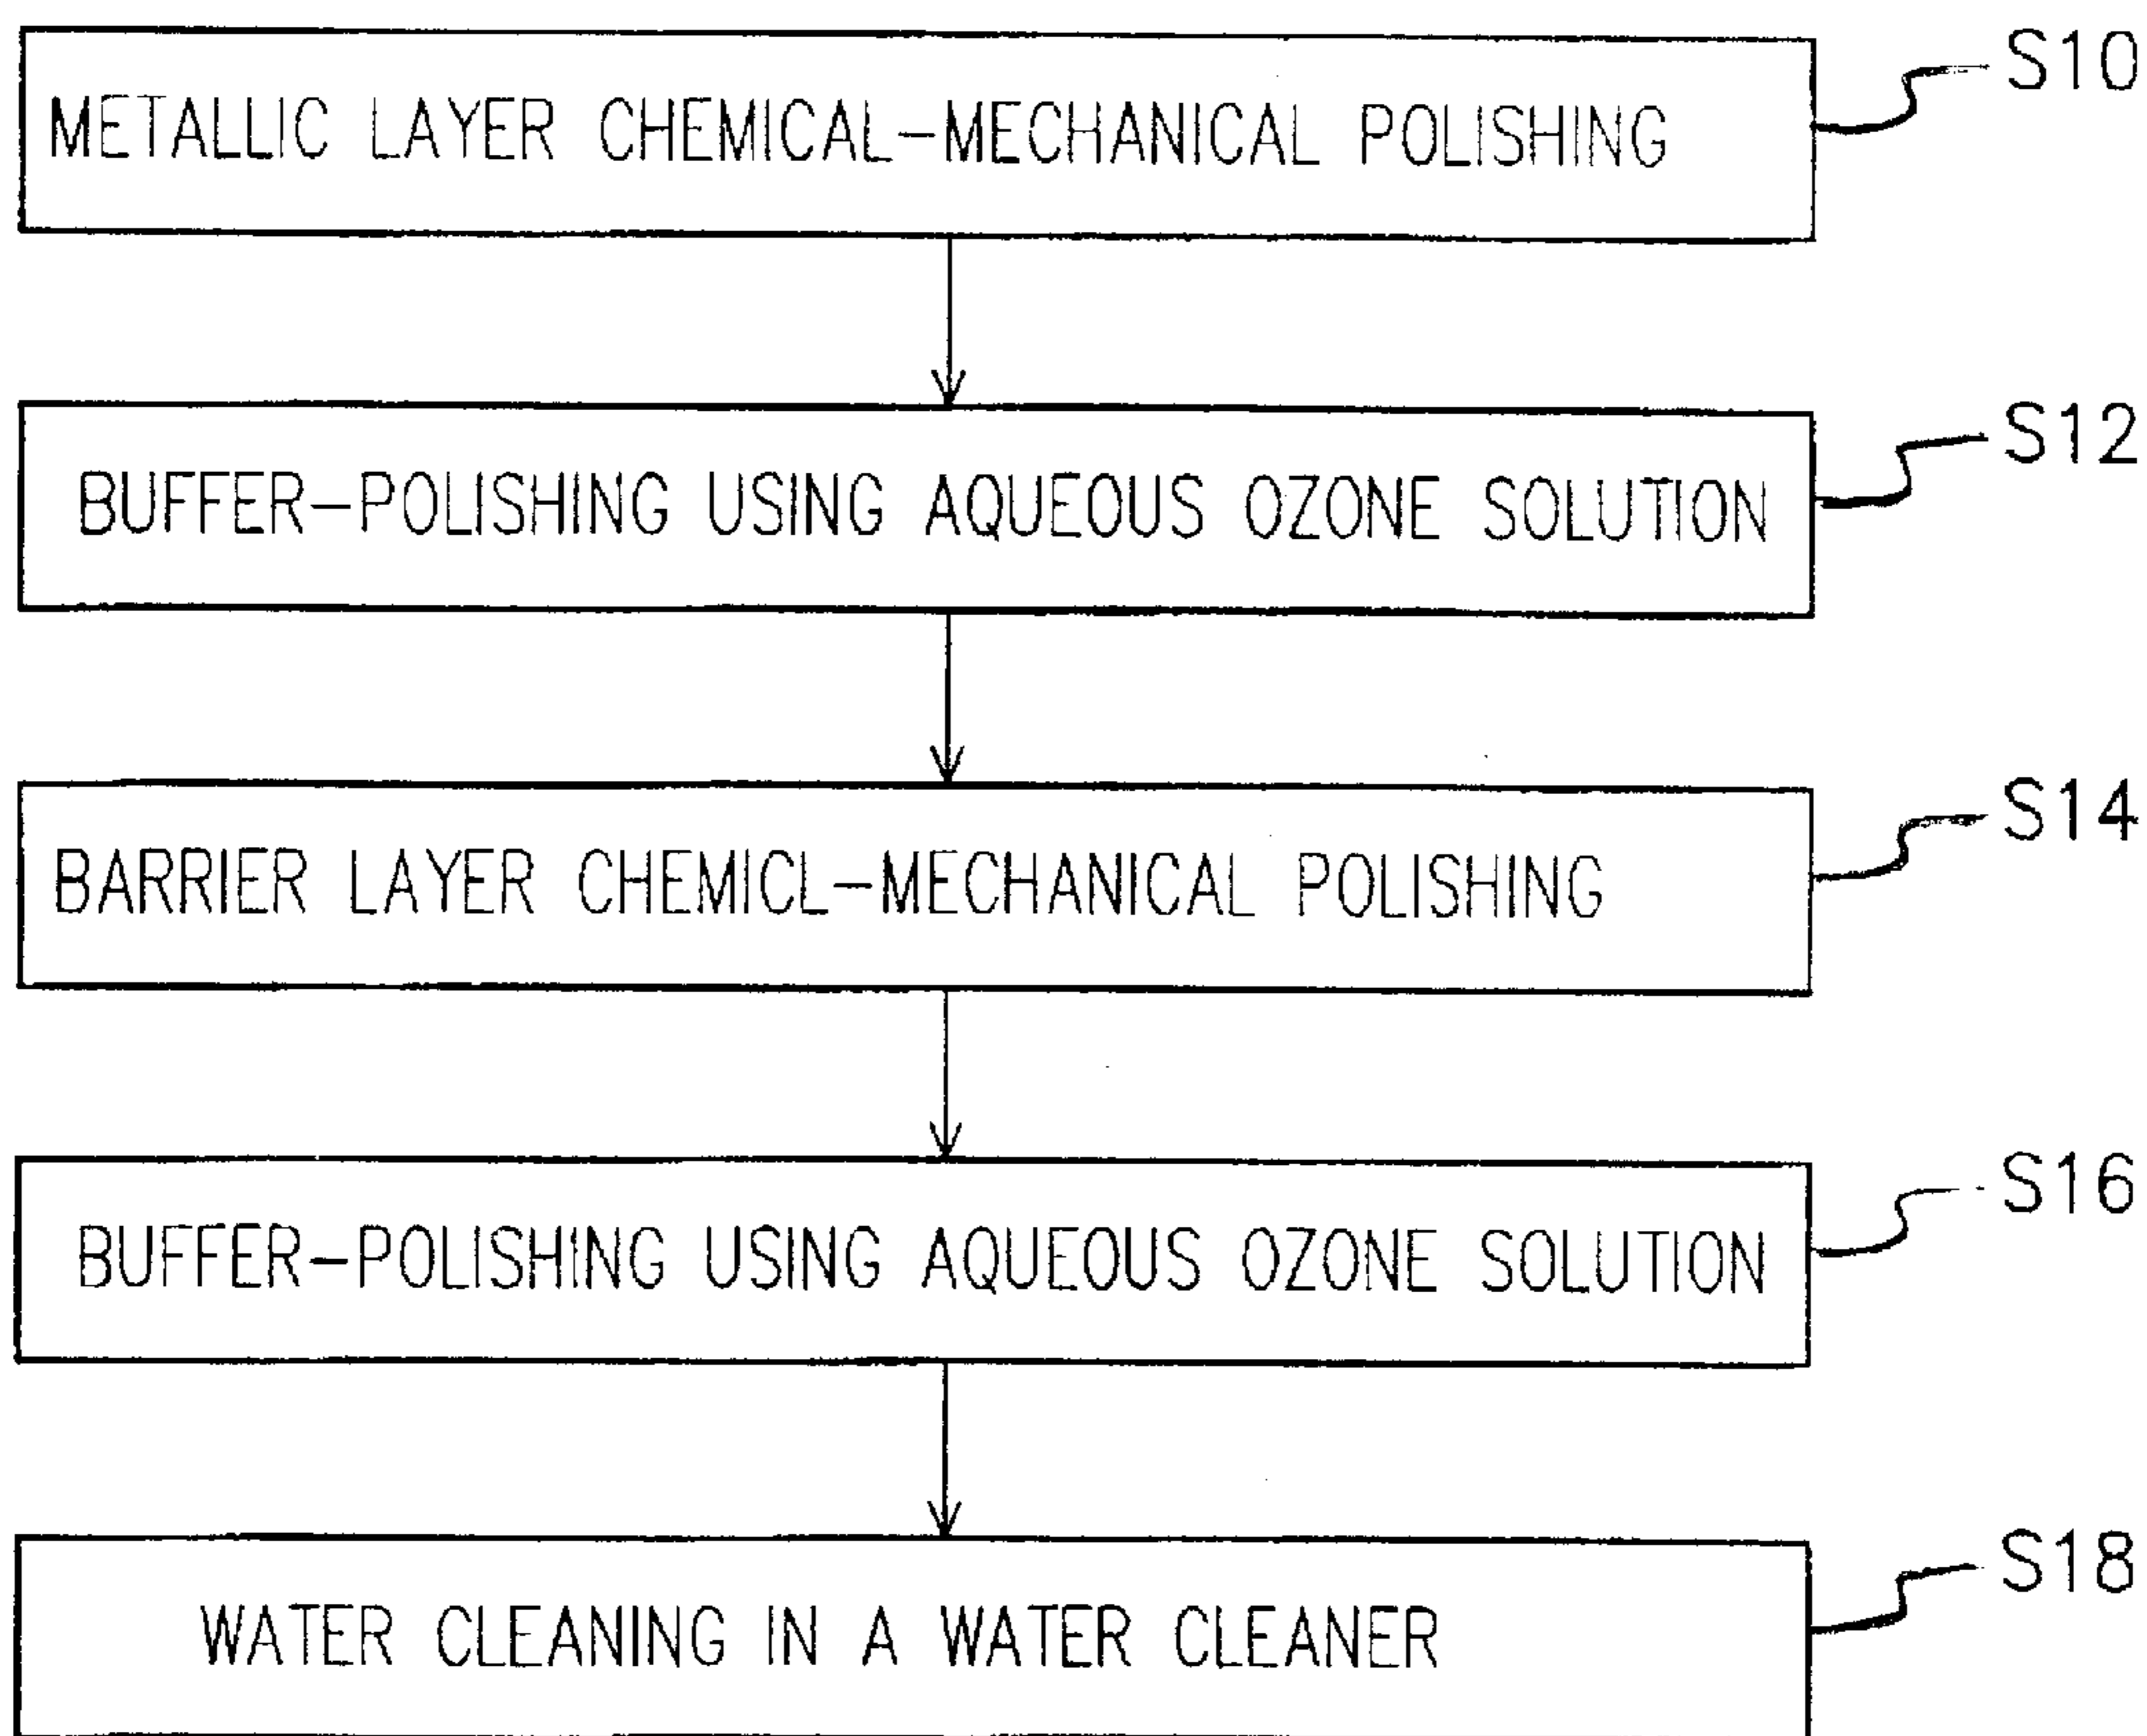 METALLIC LAYER CHEMICAL-MECHANICAL POLISHING
S10
BUFFER-POLISHING USING AQUEOUS OZONE SOLUTION
S12
BARRIER LAYER CHEMICL-MECHANICAL POLISHING
S14
BUFFER-POLISHING USING AQUEOUS OZONE SOLUTION
S16
WATER CLEANING IN A WATER CLEANER
S18